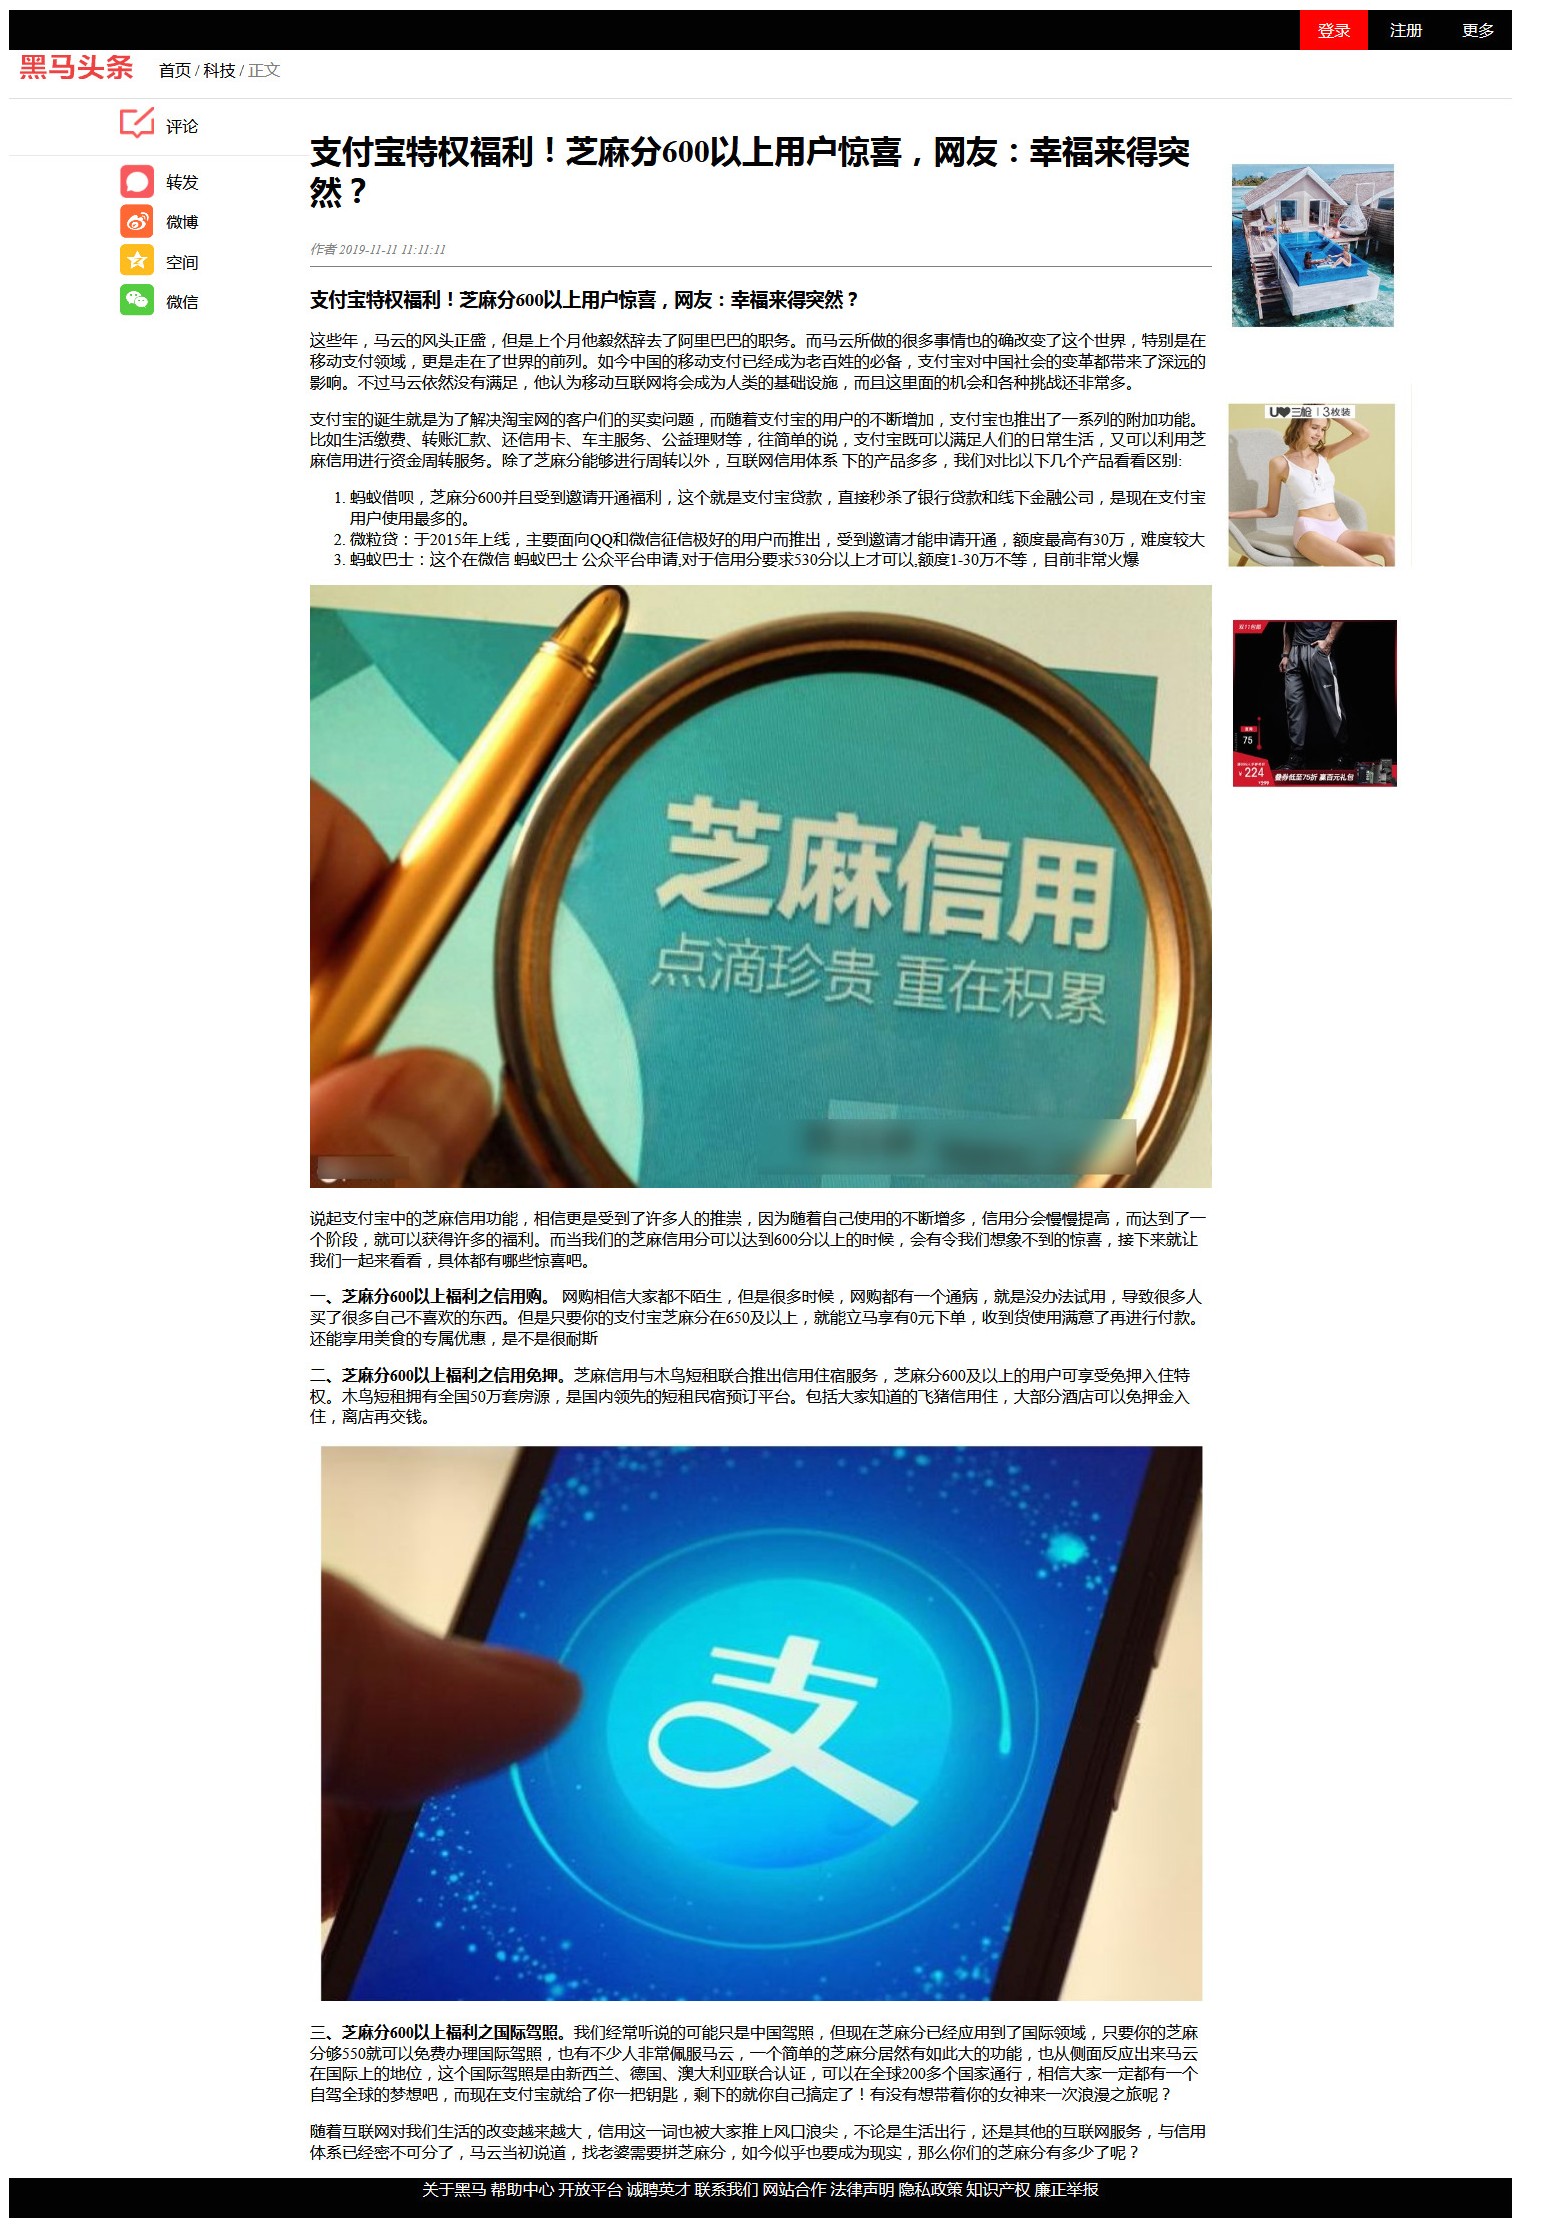 登录 注册 更多
黑马头条 首页 / 科技 / 正文
评论
转发
微博
空间
微信
支付宝特权福利！芝麻分600以上用户惊喜，网友：幸福来得突
然？
作者 2019-11-11 11:11:11
支付宝特权福利！芝麻分600以上用户惊喜，网友：幸福来得突然？
这些年，马云的风头正盛，但是上个月他毅然辞去了阿里巴巴的职务。而马云所做的很多事情也的确改变了这个世界，特别是在
移动支付领域，更是走在了世界的前列。如今中国的移动支付已经成为老百姓的必备，支付宝对中国社会的变革都带来了深远的
影响。不过马云依然没有满足，他认为移动互联网将会成为人类的基础设施，而且这里面的机会和各种挑战还非常多。
支付宝的诞生就是为了解决淘宝网的客户们的买卖问题，而随着支付宝的用户的不断增加，支付宝也推出了一系列的附加功能。
比如生活缴费、转账汇款、还信用卡、车主服务、公益理财等，往简单的说，支付宝既可以满足人们的日常生活，又可以利用芝
麻信用进行资金周转服务。除了芝麻分能够进行周转以外，互联网信用体系 下的产品多多，我们对比以下几个产品看看区别:
1. 蚂蚁借呗，芝麻分600并且受到邀请开通福利，这个就是支付宝贷款，直接秒杀了银行贷款和线下金融公司，是现在支付宝
用户使用最多的。
2. 微粒贷：于2015年上线，主要面向QQ和微信征信极好的用户而推出，受到邀请才能申请开通，额度最高有30万，难度较大
3. 蚂蚁巴士：这个在微信 蚂蚁巴士 公众平台申请,对于信用分要求530分以上才可以,额度1-30万不等，目前非常火爆
芝麻信用
点滴珍贵 重在积累
说起支付宝中的芝麻信用功能，相信更是受到了许多人的推崇，因为随着自己使用的不断增多，信用分会慢慢提高，而达到了一
个阶段，就可以获得许多的福利。而当我们的芝麻信用分可以达到600分以上的时候，会有令我们想象不到的惊喜，接下来就让
我们一起来看看，具体都有哪些惊喜吧。
一、芝麻分600以上福利之信用购。 网购相信大家都不陌生，但是很多时候，网购都有一个通病，就是没办法试用，导致很多人
买了很多自己不喜欢的东西。但是只要你的支付宝芝麻分在650及以上，就能立马享有0元下单，收到货使用满意了再进行付款。
还能享用美食的专属优惠，是不是很耐斯
二、芝麻分600以上福利之信用免押。芝麻信用与木鸟短租联合推出信用住宿服务，芝麻分600及以上的用户可享受免押入住特
权。木鸟短租拥有全国50万套房源，是国内领先的短租民宿预订平台。包括大家知道的飞猪信用住，大部分酒店可以免押金入
住，离店再交钱。
支
三、芝麻分600以上福利之国际驾照。我们经常听说的可能只是中国驾照，但现在芝麻分已经应用到了国际领域，只要你的芝麻
分够550就可以免费办理国际驾照，也有不少人非常佩服马云，一个简单的芝麻分居然有如此大的功能，也从侧面反应出来马云
在国际上的地位，这个国际驾照是由新西兰、德国、澳大利亚联合认证，可以在全球200多个国家通行，相信大家一定都有一个
自驾全球的梦想吧，而现在支付宝就给了你一把钥匙，剩下的就你自己搞定了！有没有想带着你的女神来一次浪漫之旅呢？
随着互联网对我们生活的改变越来越大，信用这一词也被大家推上风口浪尖，不论是生活出行，还是其他的互联网服务，与信用
体系已经密不可分了，马云当初说道，找老婆需要拼芝麻分，如今似乎也要成为现实，那么你们的芝麻分有多少了呢？
U 三枪 3枚装
双11包邮
75
¥ 224
叠券低至75折 赢百元礼包
关于黑马 帮助中心 开放平台 诚聘英才 联系我们 网站合作 法律声明 隐私政策 知识产权 廉正举报